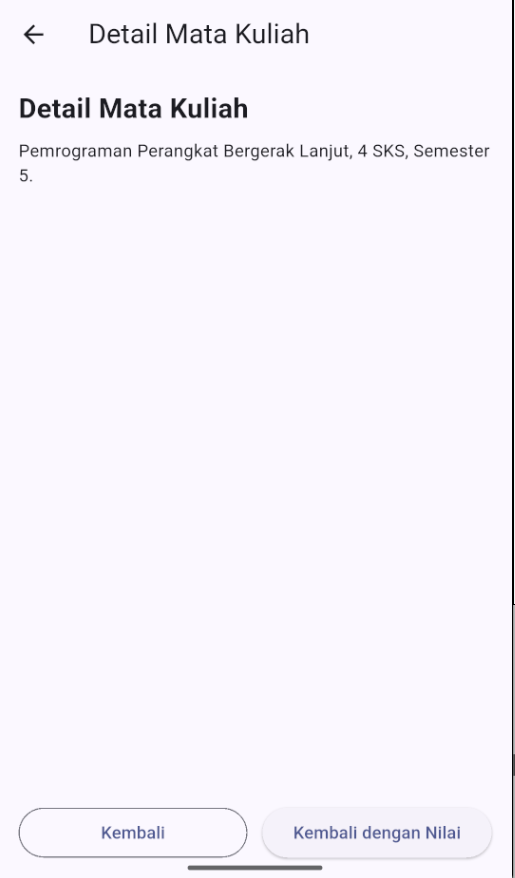 Detail Mata Kuliah
Detail Mata Kuliah
Pemrograman Perangkat Bergerak Lanjut, 4 SKS, Semester
5.
Kembali
Kembali dengan Nilai